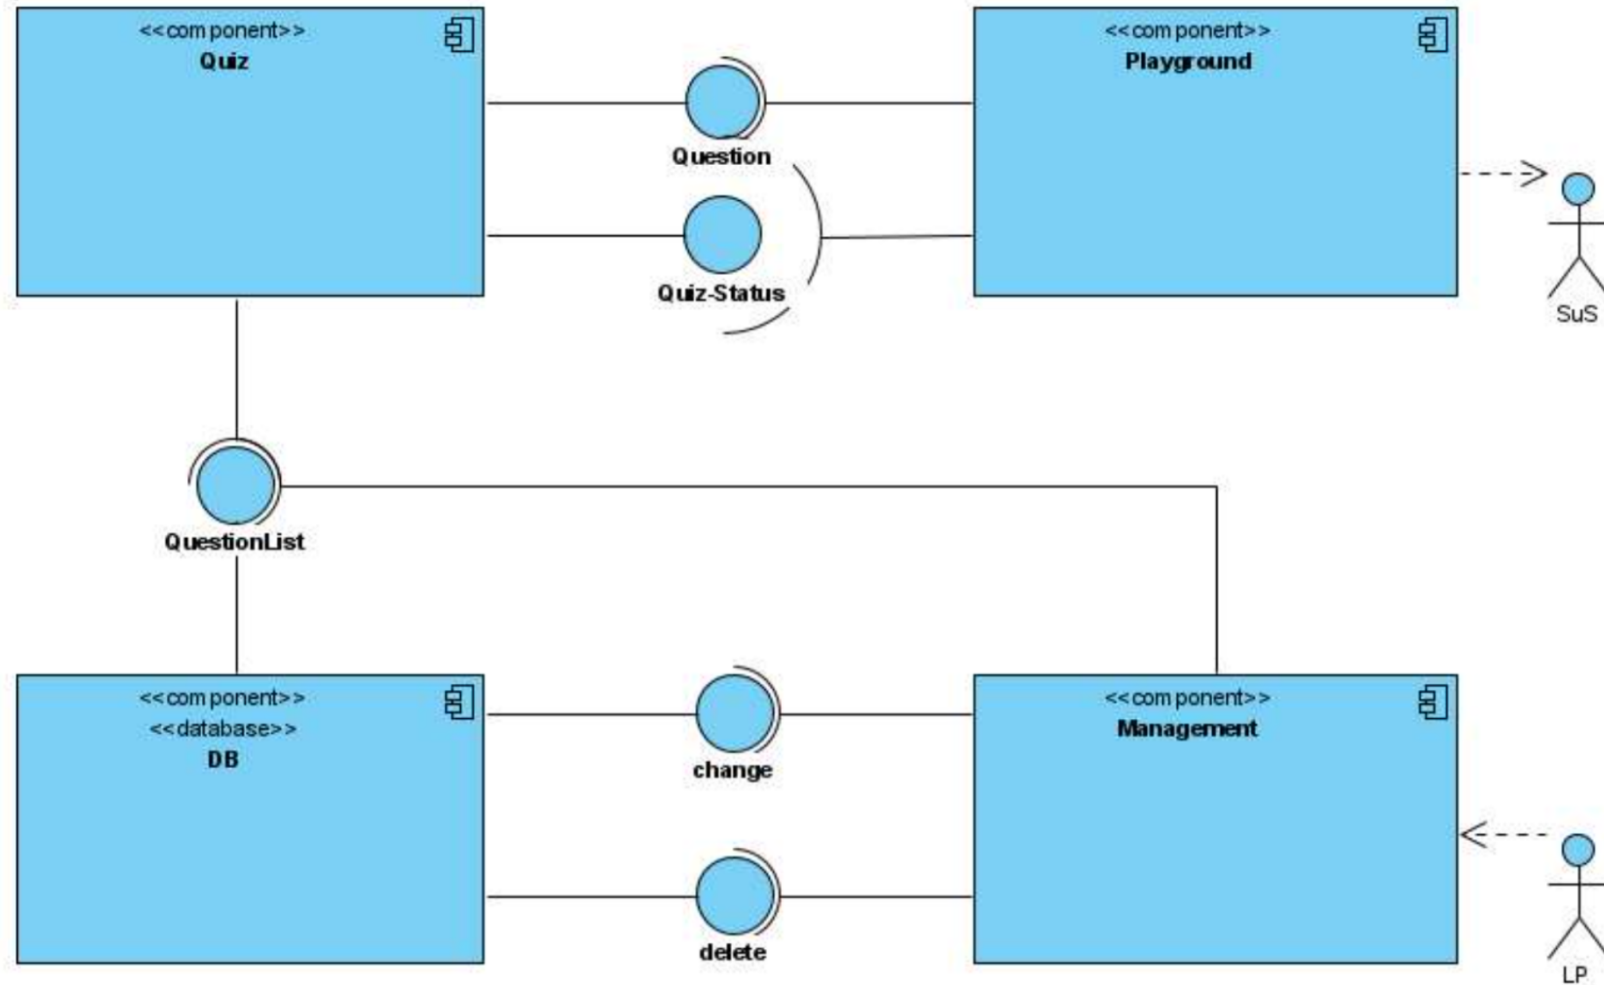 <<component>>
Quiz
<<component>>
Playground
Question
Quiz-Status
SuS
QuestionList
<<component>>
<<database>>
DB
<<component>>
Management
change
delete
LP